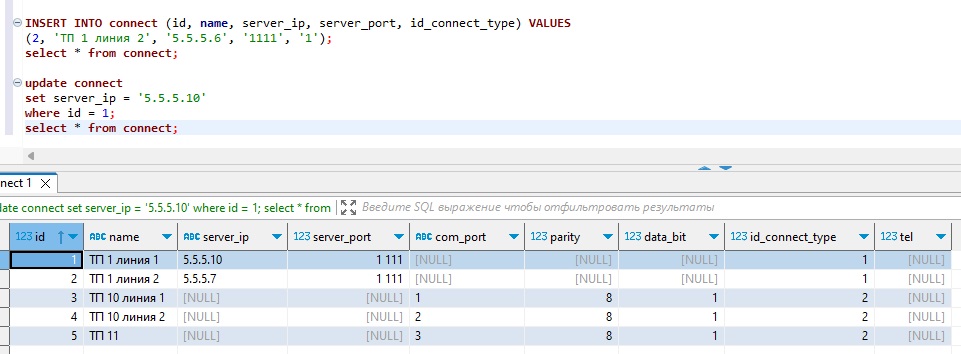 INSERT INTO connect (id, name, server_ip, server_port, id_connect_type) VALUES
(2, 'ТП 1 линия 2', '5.5.5.6', '1111', '1');
select * from connect;
update connect
set server_ip = '5.5.5.10'
where id = 1;
select * from connect;
nect 1
date connect set server_ip = '5.5.5.10' where id = 1; select * from Введите SQL выражение чтобы отфильтровать результаты
123 id ABC name ABC server_ip 123 server_port ABC com_port 123 parity 123 data_bit 123 id_connect_type 123 tel
1 ТП 1 линия 1 5.5.5.10 1 111 [NULL] [NULL] [NULL] 1 [NULL]
2 ТП 1 линия 2 5.5.5.7 1 111 [NULL] [NULL] [NULL] 1 [NULL]
3 ТП 10 линия 1 [NULL] [NULL] 1 8 1 2 [NULL]
4 ТП 10 линия 2 [NULL] [NULL] 2 8 1 2 [NULL]
5 ТП 11 [NULL] [NULL] 3 8 1 2 [NULL]